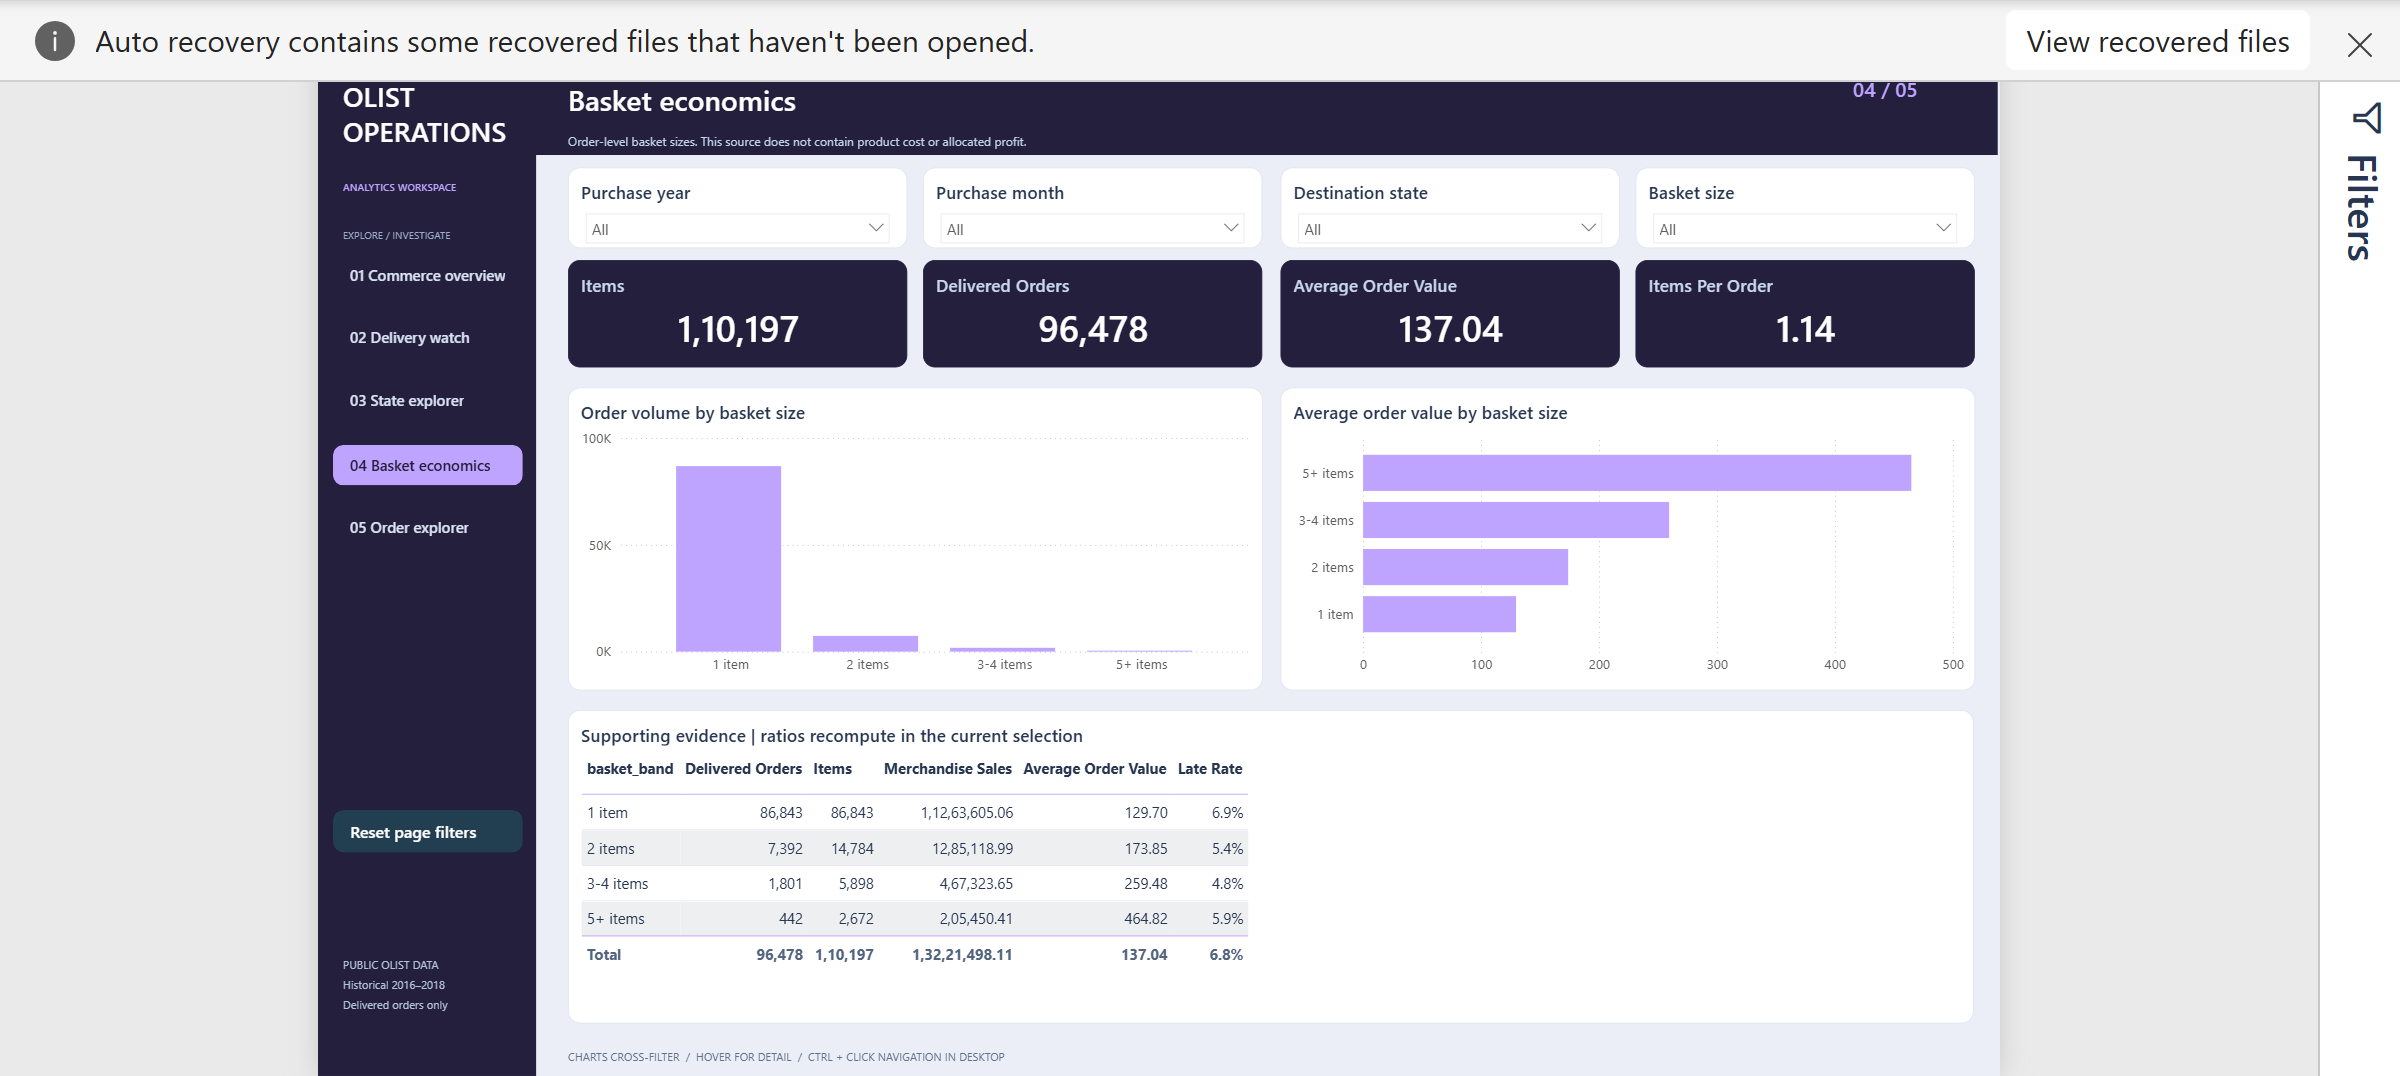 Auto recovery contains some recovered files that haven't been opened.
View recovered files
OLIST
OPERATIONS
ANALYTICS WORKSPACE
EXPLORE / INVESTIGATE
01 Commerce overview
02 Delivery watch
03 State explorer
04 Basket economics
05 Order explorer
Reset page filters
PUBLIC OLIST DATA
Historical 2016–2018
Delivered orders only
Basket economics
04 / 05
Order-level basket sizes. This source does not contain product cost or allocated profit.
Purchase year
All
Purchase month
All
Destination state
All
Basket size
All
Items
1,10,197
Delivered Orders
96,478
Average Order Value
137.04
Items Per Order
1.14
Order volume by basket size
100K
50K
0K
1 item 2 items 3-4 items 5+ items
Average order value by basket size
5+ items
3-4 items
2 items
1 item
0 100 200 300 400 500
Supporting evidence | ratios recompute in the current selection
basket_band Delivered Orders Items Merchandise Sales Average Order Value Late Rate
1 item 86,843 86,843 1,12,63,605.06 129.70 6.9%
2 items 7,392 14,784 12,85,118.99 173.85 5.4%
3-4 items 1,801 5,898 4,67,323.65 259.48 4.8%
5+ items 442 2,672 2,05,450.41 464.82 5.9%
Total 96,478 1,10,197 1,32,21,498.11 137.04 6.8%
CHARTS CROSS-FILTER / HOVER FOR DETAIL / CTRL + CLICK NAVIGATION IN DESKTOP
Filters